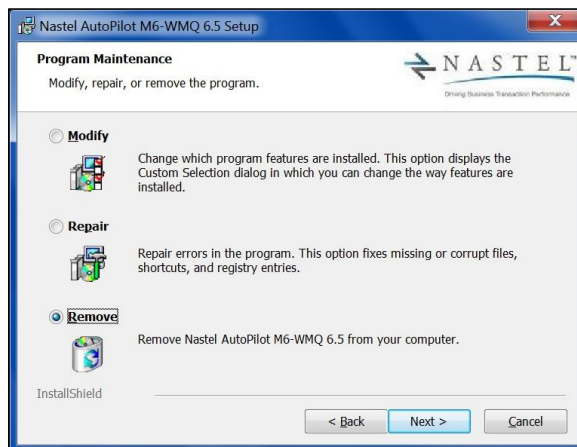 Nastel AutoPilot M6-WMQ 6.5 Setup
Program Maintenance
Modify, repair, or remove the program.
NASTEL™
Driving Business Transaction Performance
Modify
Change which program features are installed. This option displays the
Custom Selection dialog in which you can change the way features are
installed.
Repair
Repair errors in the program. This option fixes missing or corrupt files,
shortcuts, and registry entries.
Remove
Remove Nastel AutoPilot M6-WMQ 6.5 from your computer.
InstallShield
< Back
Next >
Cancel